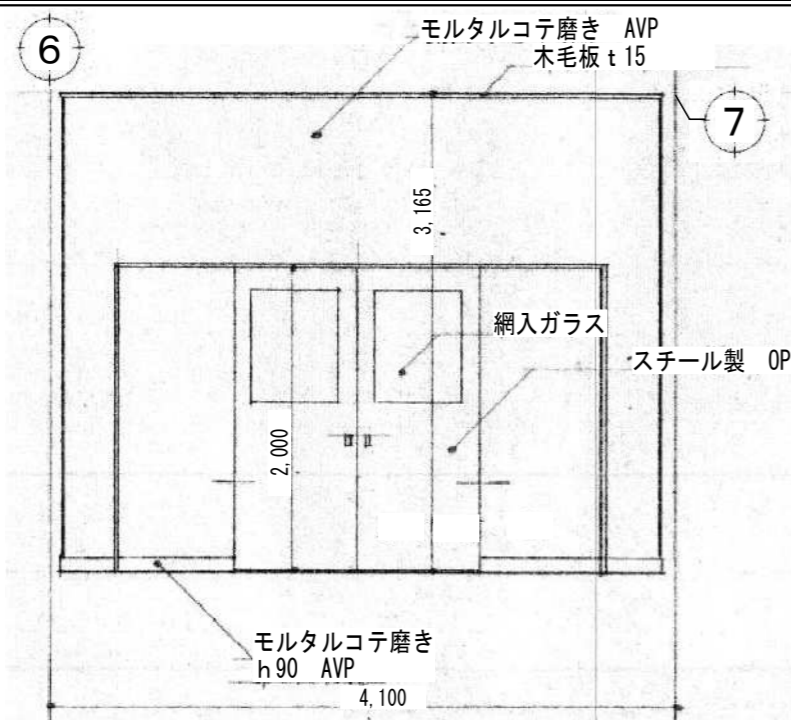 6
モルタルコテ磨き AVP
木毛板 t 15
7
3,165
網入ガラス
スチール製 OP
2,000
モルタルコテ磨き
h 90 AVP
4,100